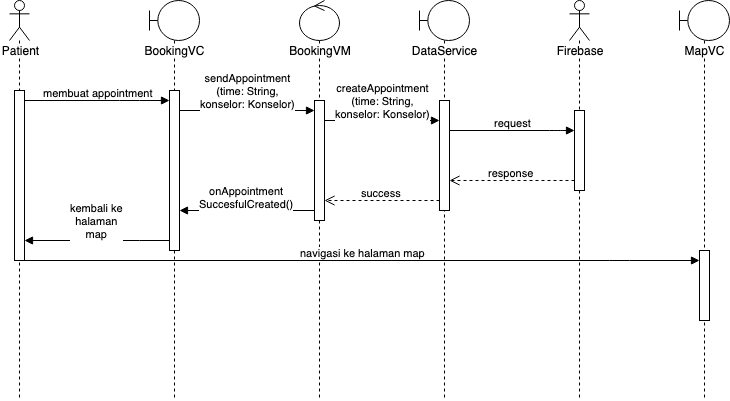 Patient
BookingVC
BookingVM
DataService
Firebase
MapVC
membuat appointment
sendAppointment
(time: String,
konselor: Konselor)
createAppointment
(time: String,
konselor: Konselor)
request
response
success
onAppointment
SuccesfulCreated()
kembali ke
halaman
map
navigasi ke halaman map